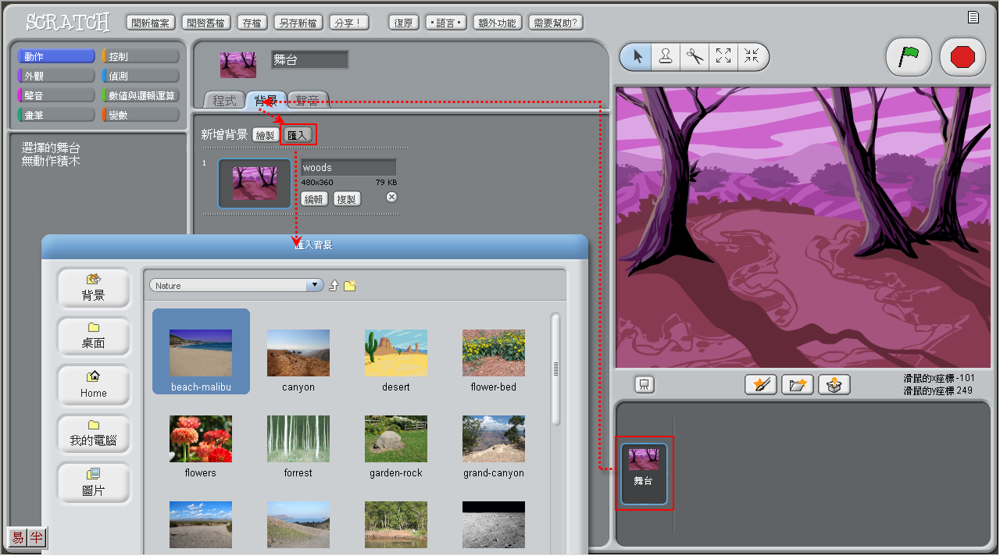 SCRATCH
開新檔案 開啓舊檔 存檔 另存新檔 分享！ 復原 •語言• 額外功能 需要幫助?
動作 控制
外觀 偵測
聲音 數值與邏輯運算
畫筆 變數
選擇的舞台
無動作積木
舞台
程式 背景 聲音
新增背景 繪製 匯入
1
woods
480x360 79 KB
編輯 複製
匯入背景
背景
桌面
Home
我的電腦
圖片
Nature
beach-malibu canyon desert flower-bed
flowers forrest garden-rock grand-canyon
滑鼠的x座標 -101
滑鼠的y座標 249
舞台
易 半